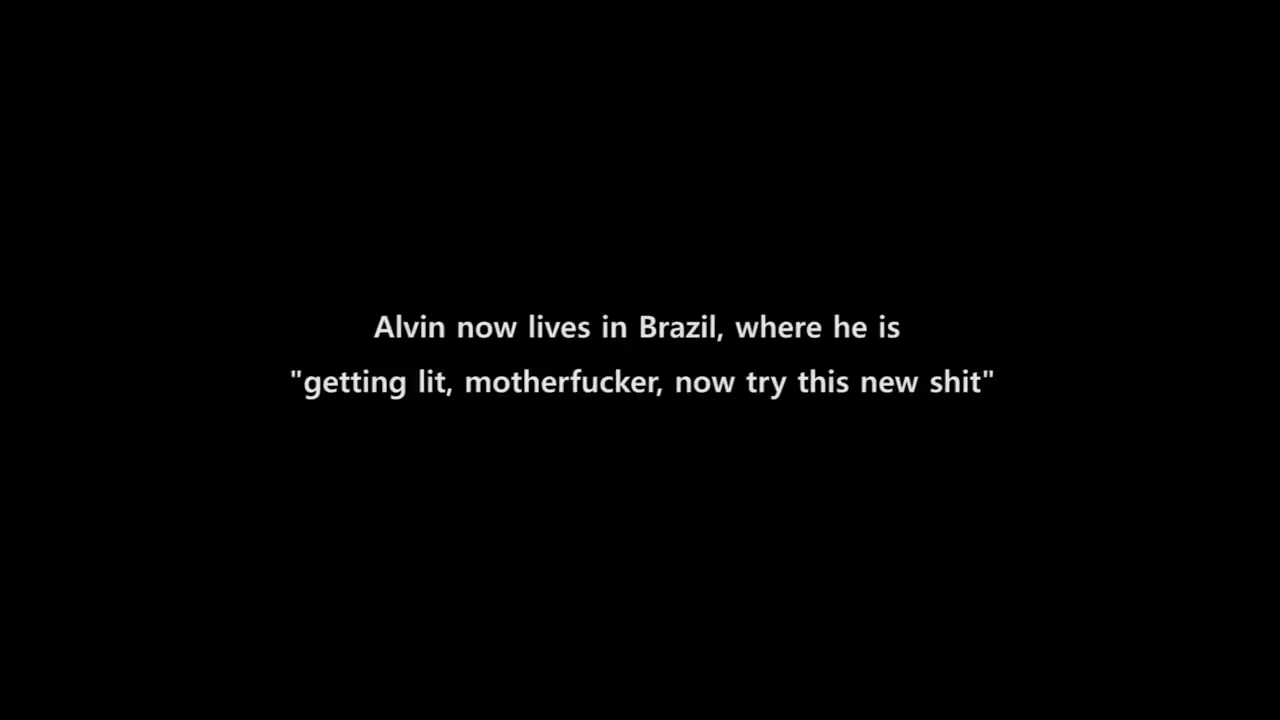 Alvin now lives in Brazil, where he is
"getting lit, motherfucker, now try this new shit"